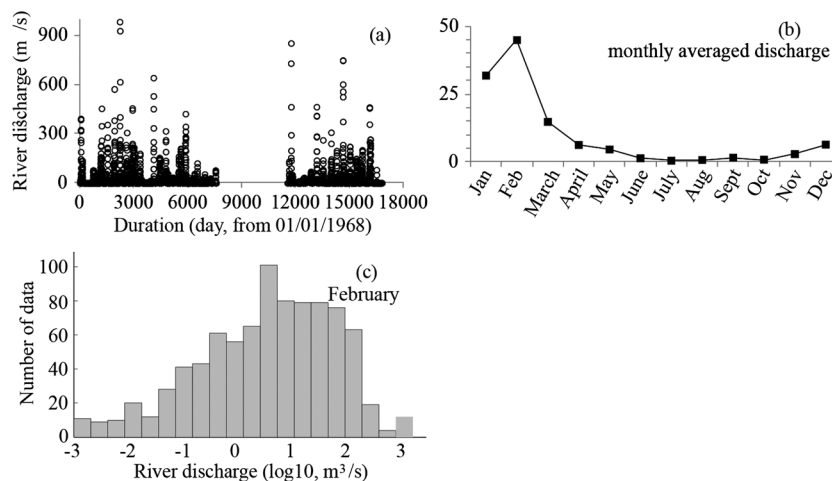 River discharge (m /s)
900
600
300
0
(a)
0 3000 6000 9000 12000 15000 18000
Duration (day, from 01/01/1968)
50
25
0
(b)
monthly averaged discharge
Jan Feb March April May June July Aug Sept Oct Nov Dec
Number of data
100
80
60
40
20
0
(c)
February
-3 -2 -1 0 1 2 3
River discharge (log10, m³/s)